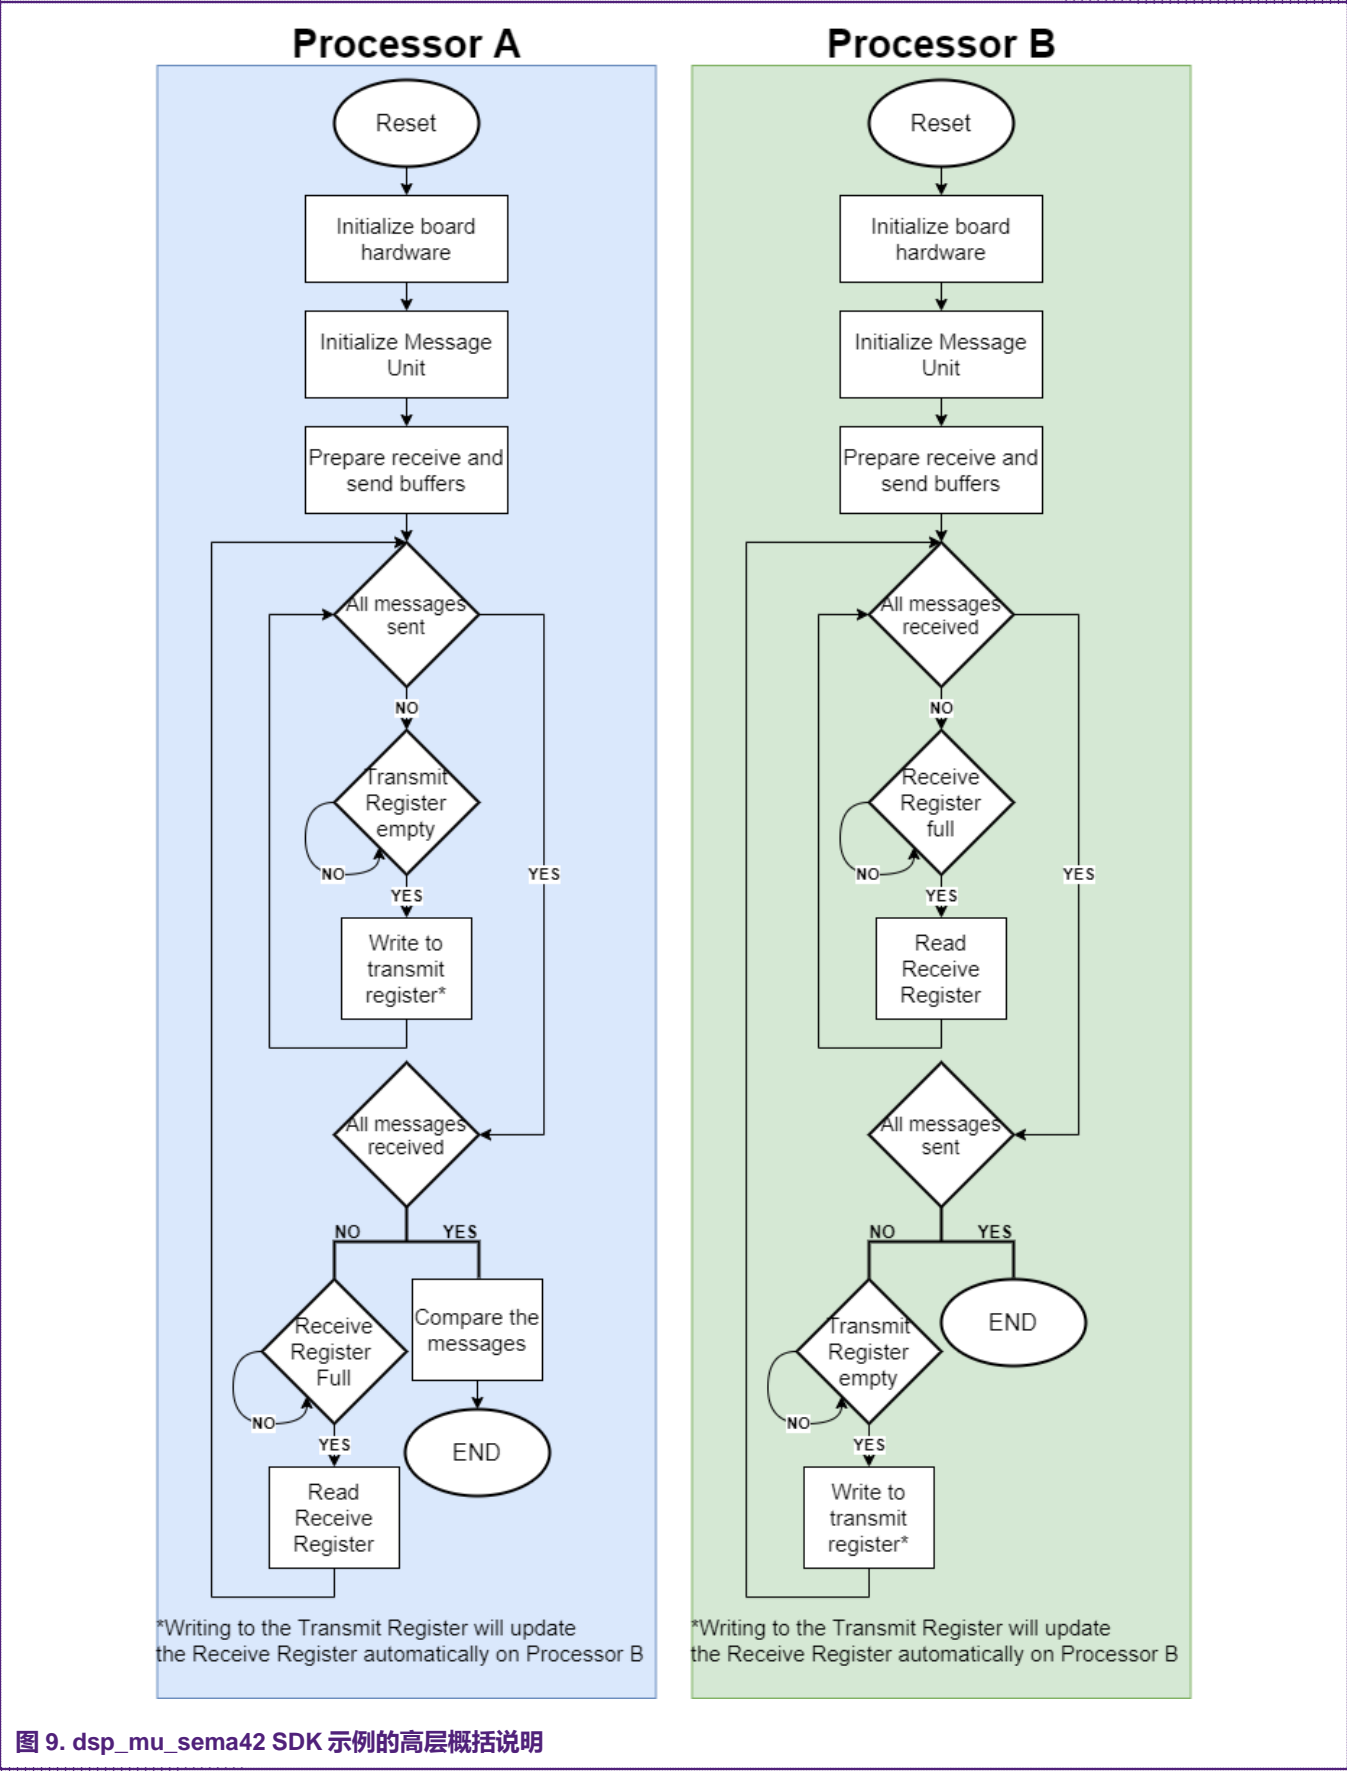 Processor A
Reset
Initialize board
hardware
Initialize Message
Unit
Prepare receive and
send buffers
All messages
sent
NO
Transmit
Register
empty
NO
YES
YES
Write to
transmit
register*
All messages
received
NO
YES
Receive
Register
Full
NO
YES
Compare the
messages
END
Read
Receive
Register
*Writing to the Transmit Register will update
the Receive Register automatically on Processor B
Processor B
Reset
Initialize board
hardware
Initialize Message
Unit
Prepare receive and
send buffers
All messages
received
NO
Receive
Register
full
NO
YES
YES
Read
Receive
Register
All messages
sent
NO
YES
Transmit
Register
empty
NO
YES
END
Write to
transmit
register*
*Writing to the Transmit Register will update
the Receive Register automatically on Processor B
图 9. dsp_mu_sema42 SDK 示例的高层概括说明